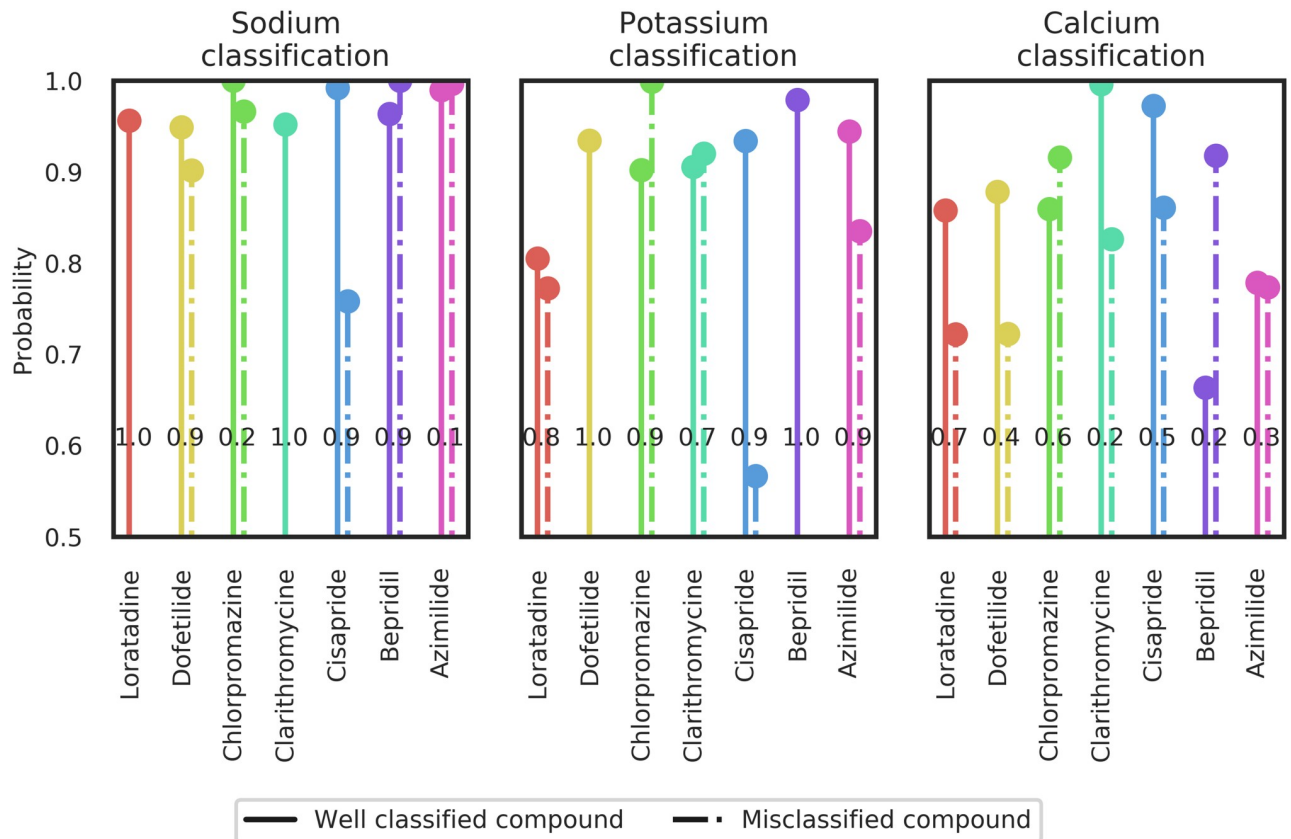 Sodium
classification
Potassium
classification
Calcium
classification
Probability
1.0
0.9
0.8
0.7
0.6
0.5
1.0 0.9 0.2 1.0 0.9 0.9 0.1
0.8 1.0 0.9 0.7 0.9 1.0 0.9
0.7 0.4 0.6 0.2 0.5 0.2 0.3
Loratadine
Dofetilide
Chlorpromazine
Clarithromycine
Cisapride
Bepridil
Azimilide
Loratadine
Dofetilide
Chlorpromazine
Clarithromycine
Cisapride
Bepridil
Azimilide
Loratadine
Dofetilide
Chlorpromazine
Clarithromycine
Cisapride
Bepridil
Azimilide
Well classified compound
Misclassified compound